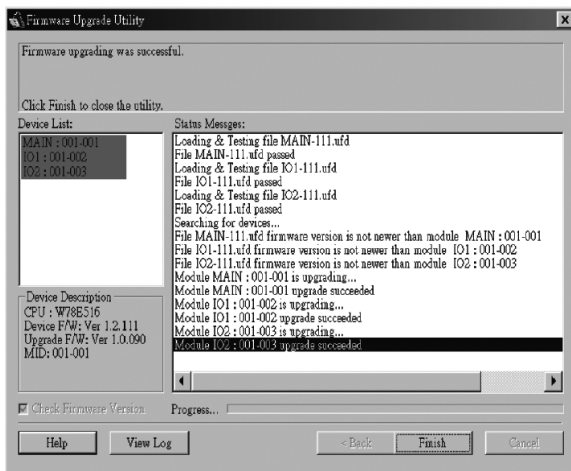 Firmware Upgrade Utility
Firmware upgrading was successful.
Click Finish to close the utility.
Device List:
MAIN : 001-001
IO1 : 001-002
IO2 : 001-003
Status Messges:
Loading & Testing file MAIN-111.ufd
File MAIN-111.ufd passed
Loading & Testing file IO1-111.ufd
File IO1-111.ufd passed
Loading & Testing file IO2-111.ufd
File IO2-111.ufd passed
Searching for devices...
File MAIN-111.ufd firmware version is not newer than module MAIN : 001-001
File IO1-111.ufd firmware version is not newer than module IO1 : 001-002
File IO2-111.ufd firmware version is not newer than module IO2 : 001-003
Module MAIN : 001-001 is upgrading...
Module MAIN : 001-001 upgrade succeeded
Module IO1 : 001-002 is upgrading...
Module IO1 : 001-002 upgrade succeeded
Module IO2 : 001-003 is upgrading...
Module IO2 : 001-003 upgrade succeeded
Device Description
CPU : W78E516
Device F/W: Ver 1.2.111
Upgrade F/W: Ver 1.0.090
MID: 001-001
Check Firmware Version
Progress...
Help
View Log
< Back
Finish
Cancel